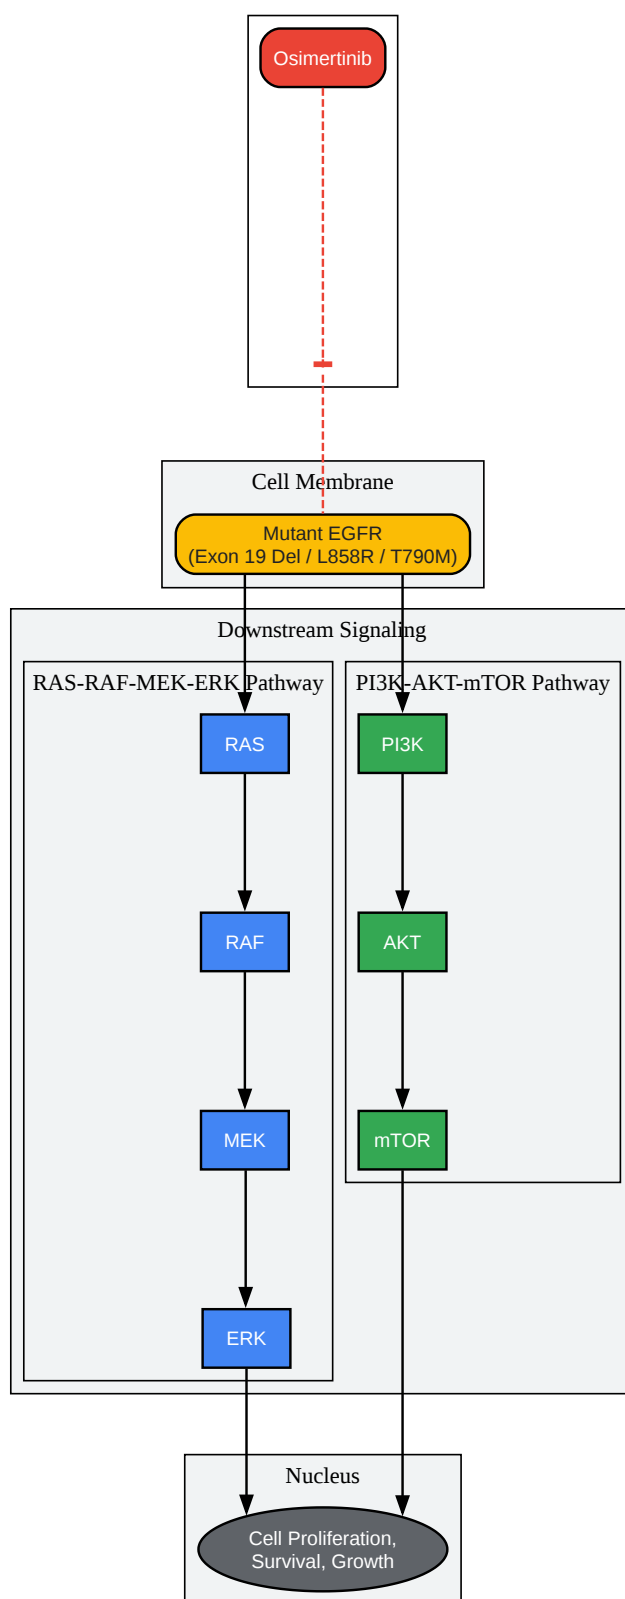 Osimertinib
Cell Membrane
Mutant EGFR
(Exon 19 Del / L858R / T790M)
Downstream Signaling
RAS-RAF-MEK-ERK Pathway
PI3K-AKT-mTOR Pathway
RAS
PI3K
RAF
AKT
MEK
mTOR
ERK
Nucleus
Cell Proliferation,
Survival, Growth